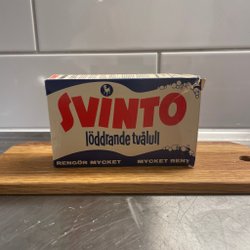 SVINTO
löddrande tvålull
RENGÖR MYCKET MYCKET RENT